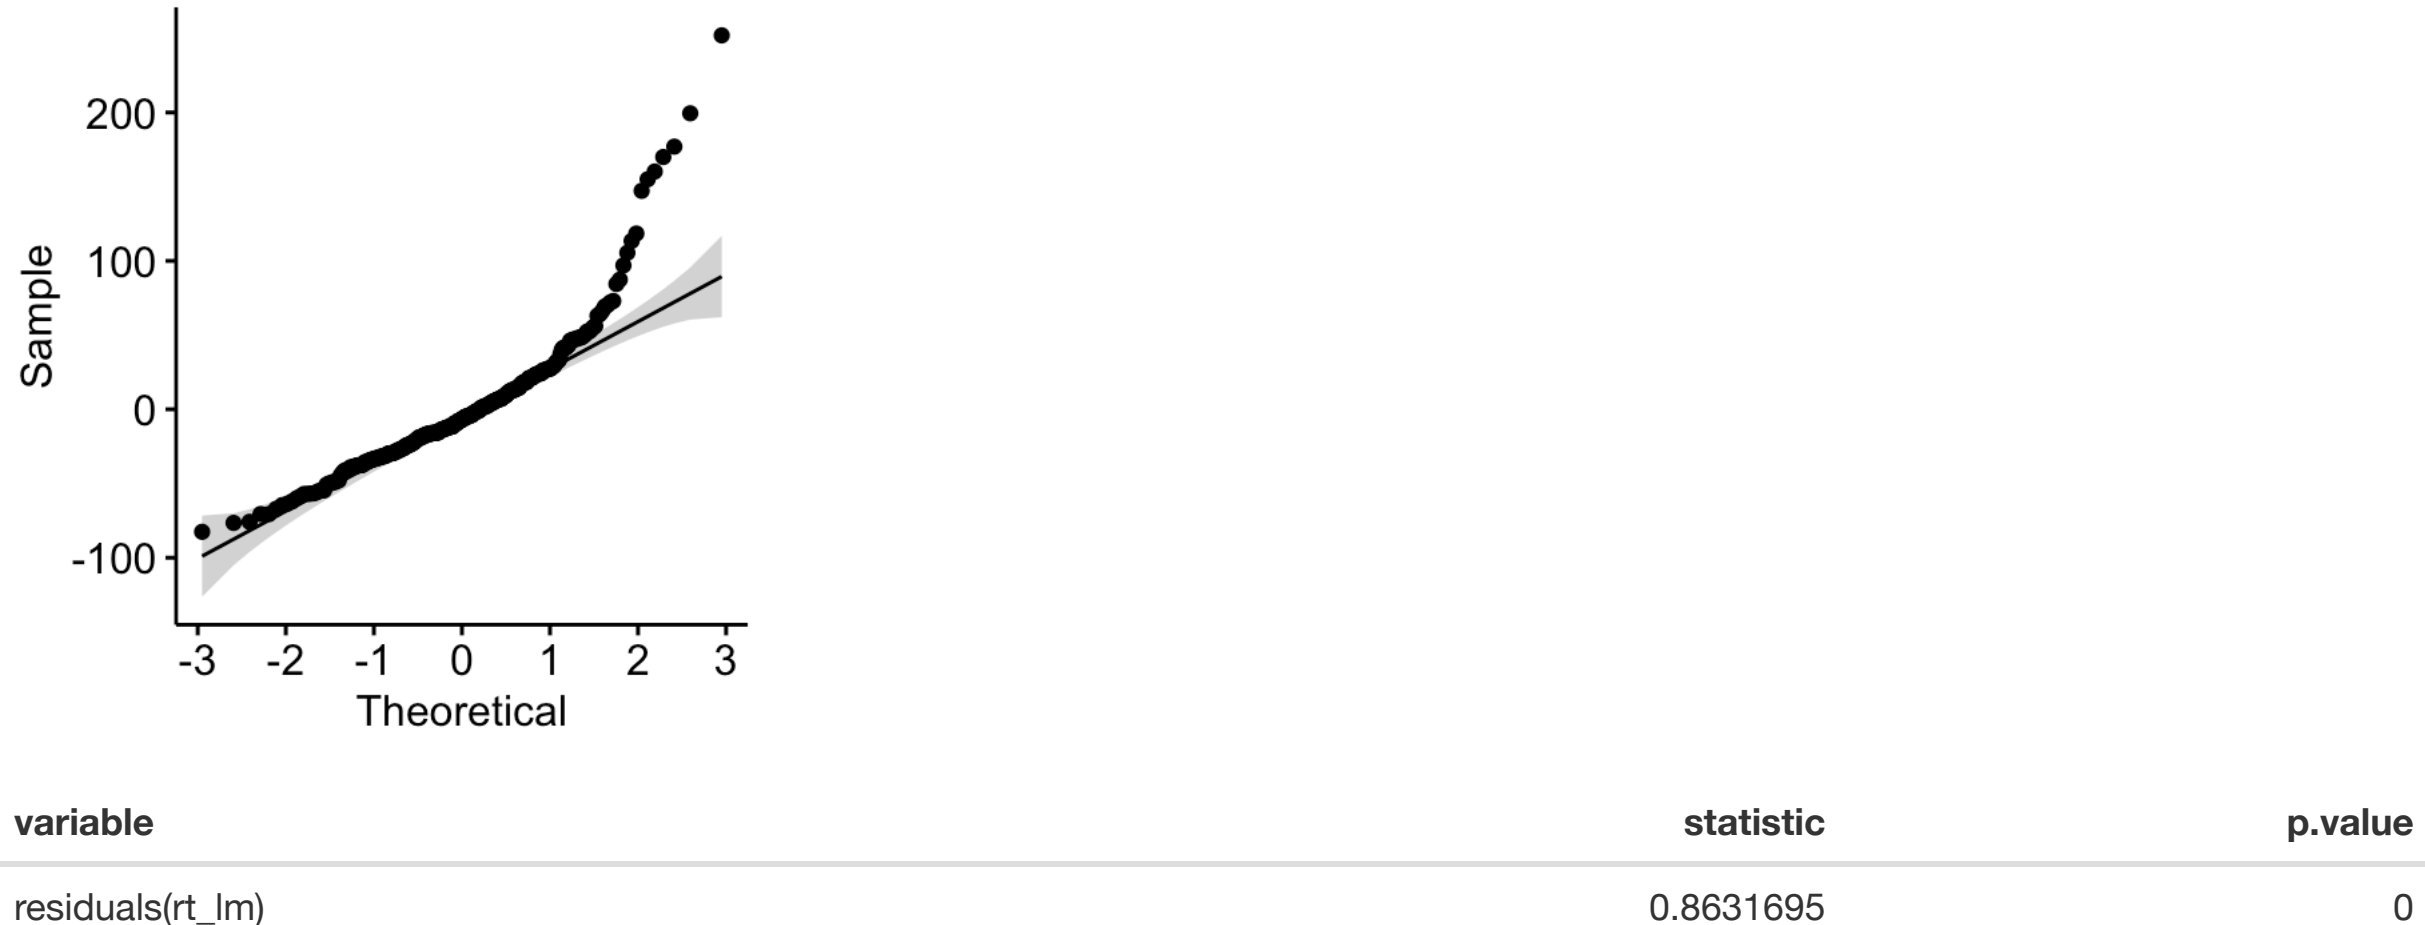 200
100
0
-100
Sample
-3 -2 -1 0 1 2 3
Theoretical
variable statistic p.value
residuals(rt_lm) 0.8631695 0